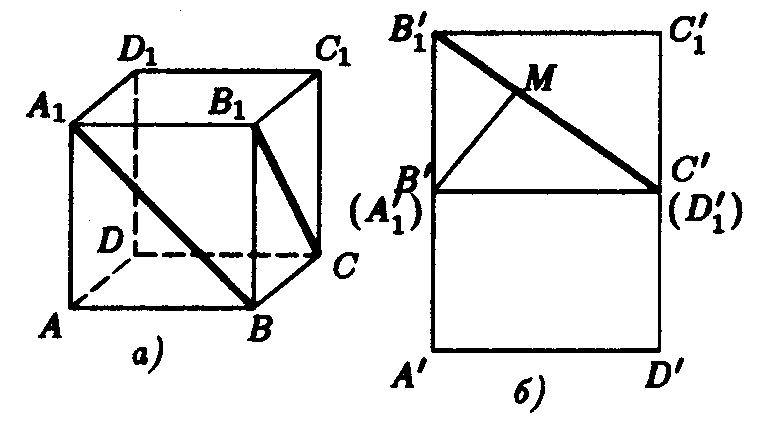 D₁ C₁
A₁ B₁
D C
A B
а)
B₁′ C₁′
M
B′ C′
(A₁′) (D₁′)
A′ D′
б)